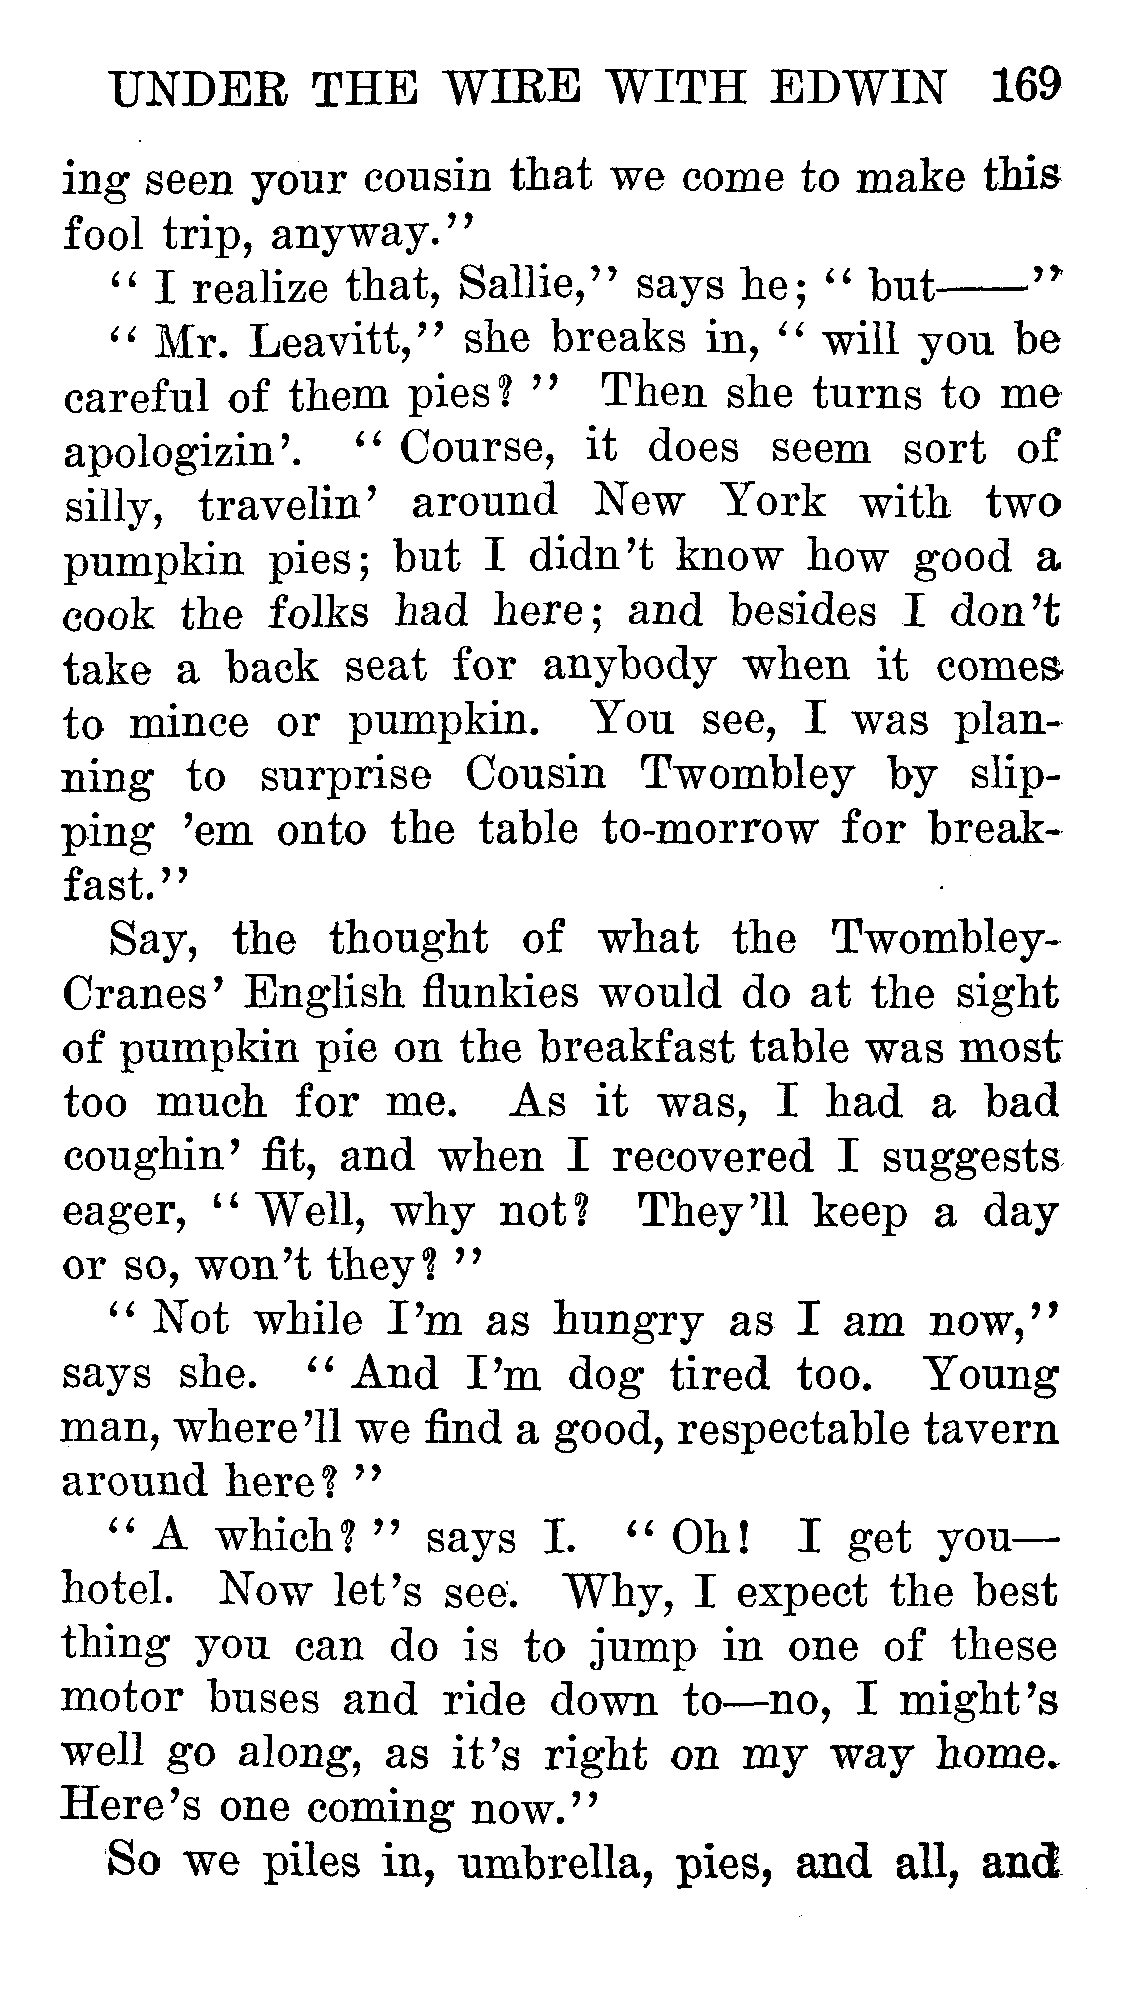 UNDER THE WIRE WITH EDWIN 169
ing seen your cousin that we come to make this
fool trip, anyway."
" I realize that, Sallie," says he; " but——"
" Mr. Leavitt," she breaks in, " will you be
careful of them pies? " Then she turns to me
apologizin'. " Course, it does seem sort of
silly, travelin' around New York with two
pumpkin pies; but I didn't know how good a
cook the folks had here; and besides I don't
take a back seat for anybody when it comes
to mince or pumpkin. You see, I was plan-
ning to surprise Cousin Twombley by slip-
ping 'em onto the table to-morrow for break-
fast."
Say, the thought of what the Twombley-
Cranes' English flunkies would do at the sight
of pumpkin pie on the breakfast table was most
too much for me. As it was, I had a bad
coughin' fit, and when I recovered I suggests
eager, " Well, why not? They'll keep a day
or so, won't they? "
" Not while I'm as hungry as I am now,"
says she. " And I'm dog tired too. Young
man, where'll we find a good, respectable tavern
around here? "
" A which? " says I. " Oh! I get you—
hotel. Now let's see. Why, I expect the best
thing you can do is to jump in one of these
motor buses and ride down to—no, I might's
well go along, as it's right on my way home.
Here's one coming now."
So we piles in, umbrella, pies, and all, and